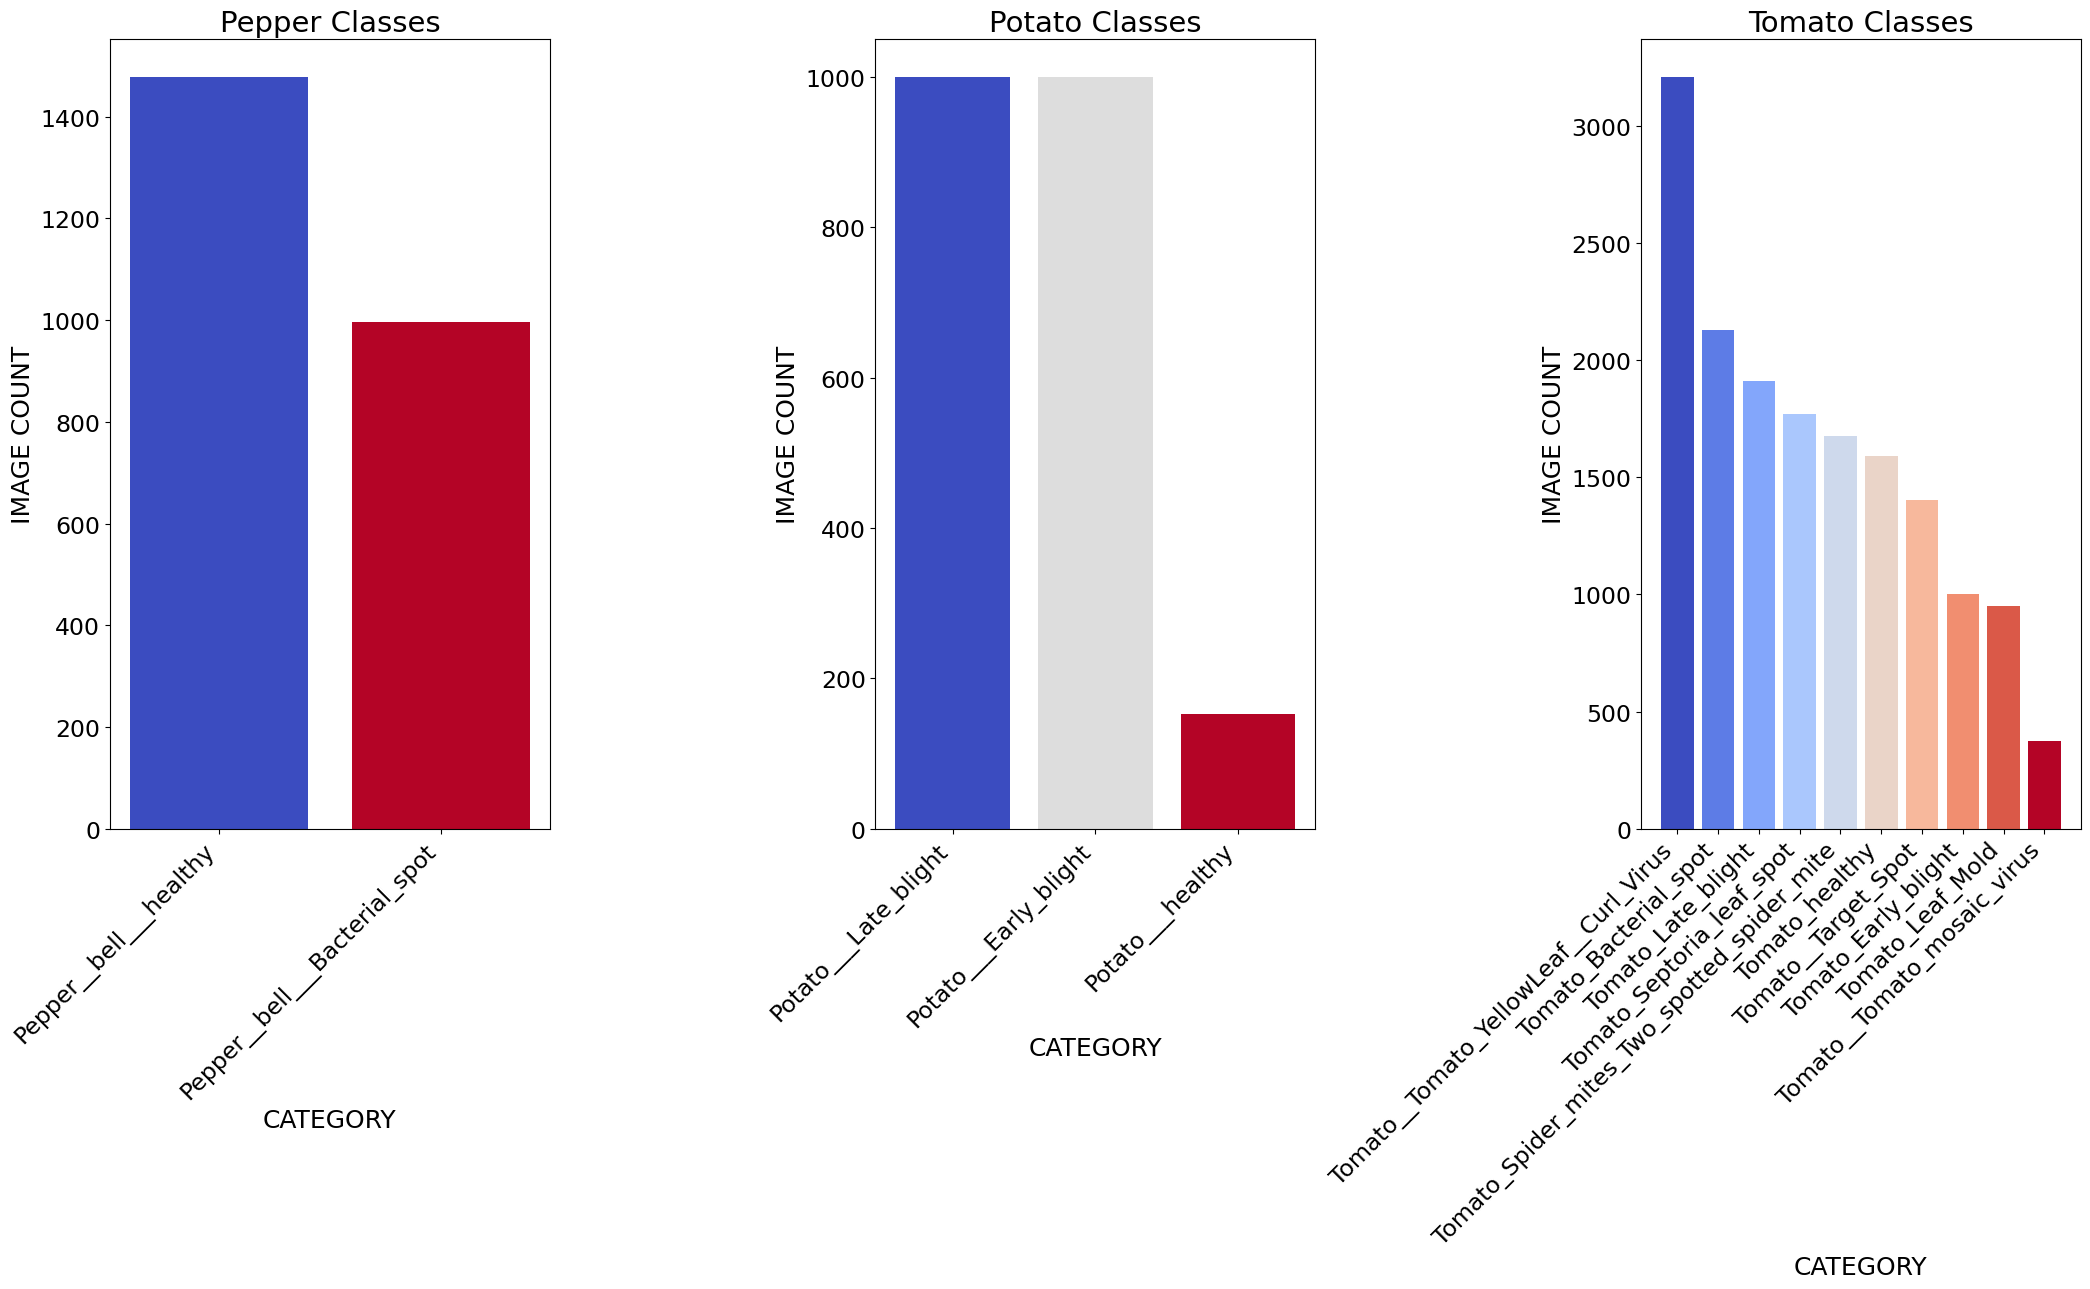 Pepper Classes
IMAGE COUNT
1400
1200
1000
800
600
400
200
0
Pepper__bell___healthy
Pepper__bell___Bacterial_spot
CATEGORY
Potato Classes
IMAGE COUNT
1000
800
600
400
200
0
Potato___Late_blight
Potato___Early_blight
Potato___healthy
CATEGORY
Tomato Classes
IMAGE COUNT
3000
2500
2000
1500
1000
500
0
Tomato__Tomato_YellowLeaf__Curl_Virus
Tomato_Bacterial_spot
Tomato_Late_blight
Tomato_Septoria_leaf_spot
Tomato_Spider_mites_Two_spotted_spider_mite
Tomato_healthy
Tomato__Target_Spot
Tomato_Early_blight
Tomato_Leaf_Mold
Tomato__Tomato_mosaic_virus
CATEGORY